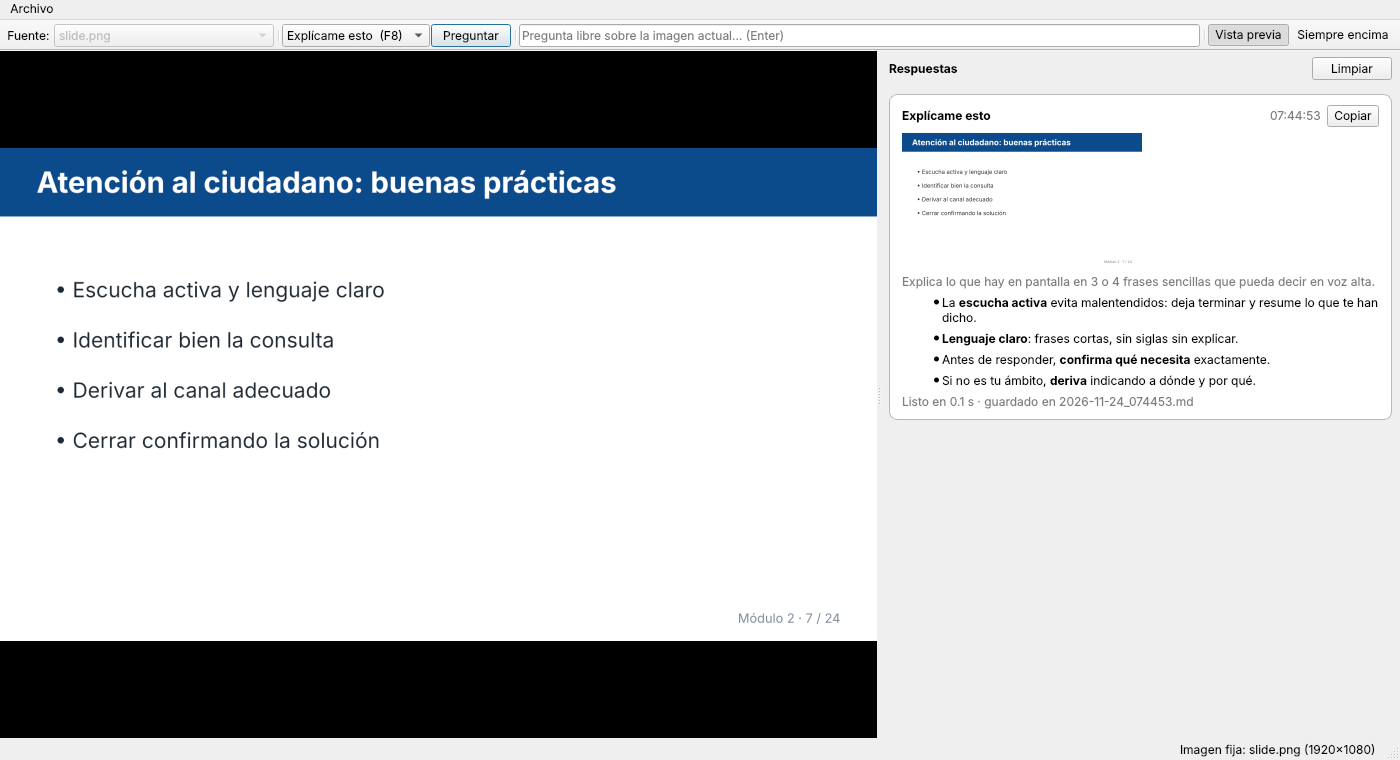 Archivo
Fuente: slide.png Explícame esto (F8) Preguntar Pregunta libre sobre la imagen actual... (Enter) Vista previa Siempre encima
Atención al ciudadano: buenas prácticas
• Escucha activa y lenguaje claro
• Identificar bien la consulta
• Derivar al canal adecuado
• Cerrar confirmando la solución
Módulo 2 · 7 / 24
Respuestas Limpiar
Explícame esto 07:44:53 Copiar
Atención al ciudadano: buenas prácticas
• Escucha activa y lenguaje claro
• Identificar bien la consulta
• Derivar al canal adecuado
• Cerrar confirmando la solución
Módulo 2 · 7 / 24
Explica lo que hay en pantalla en 3 o 4 frases sencillas que pueda decir en voz alta.
• La escucha activa evita malentendidos: deja terminar y resume lo que te han
dicho.
• Lenguaje claro: frases cortas, sin siglas sin explicar.
• Antes de responder, confirma qué necesita exactamente.
• Si no es tu ámbito, deriva indicando a dónde y por qué.
Listo en 0.1 s · guardado en 2026-11-24_074453.md
Imagen fija: slide.png (1920×1080)